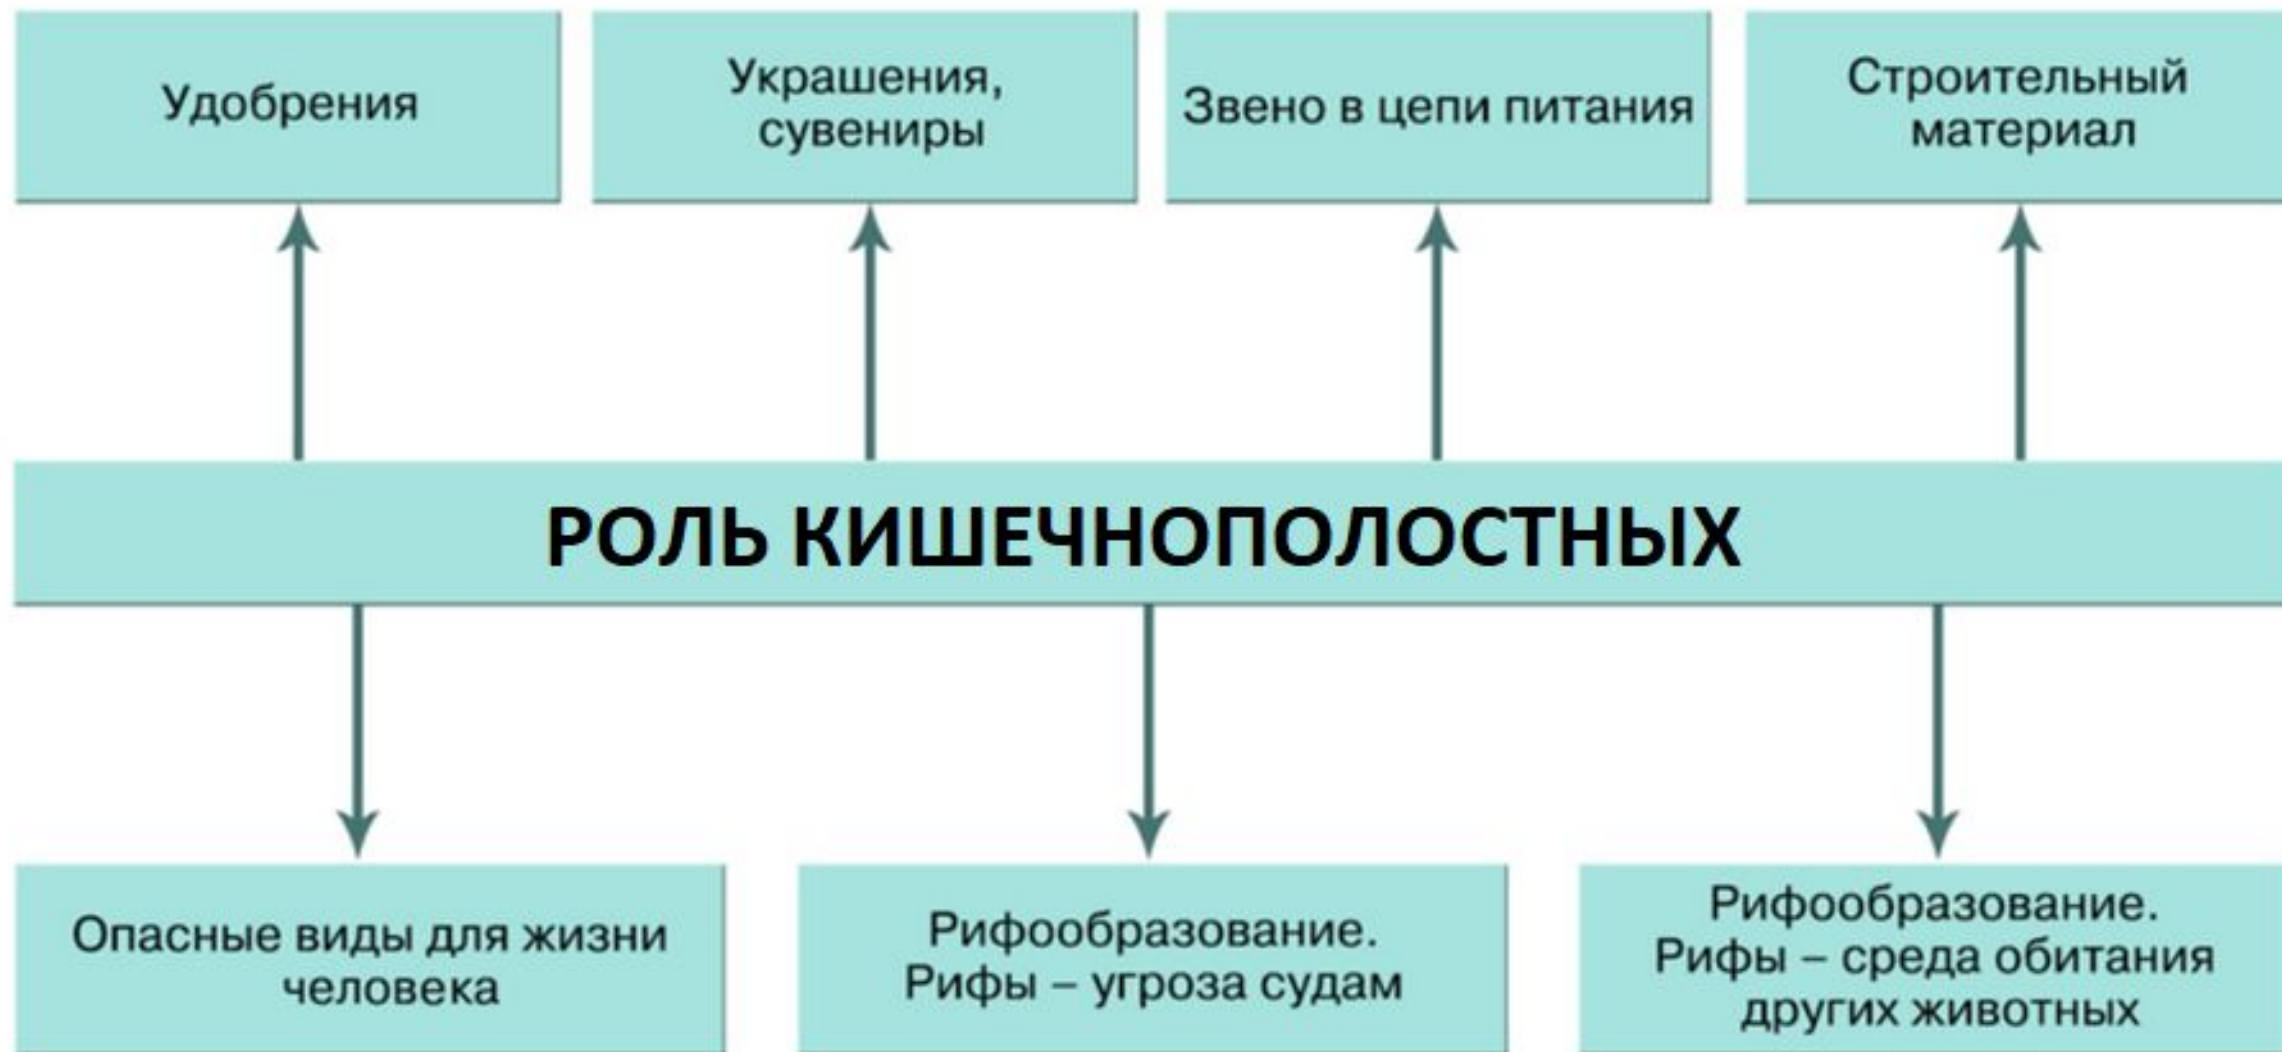 Удобрения
Украшения,
сувениры
Звено в цепи питания
Строительный
материал
РОЛЬ КИШЕЧНОПОЛОСТНЫХ
Опасные виды для жизни
человека
Рифообразование.
Рифы – угроза судам
Рифообразование.
Рифы – среда обитания
других животных